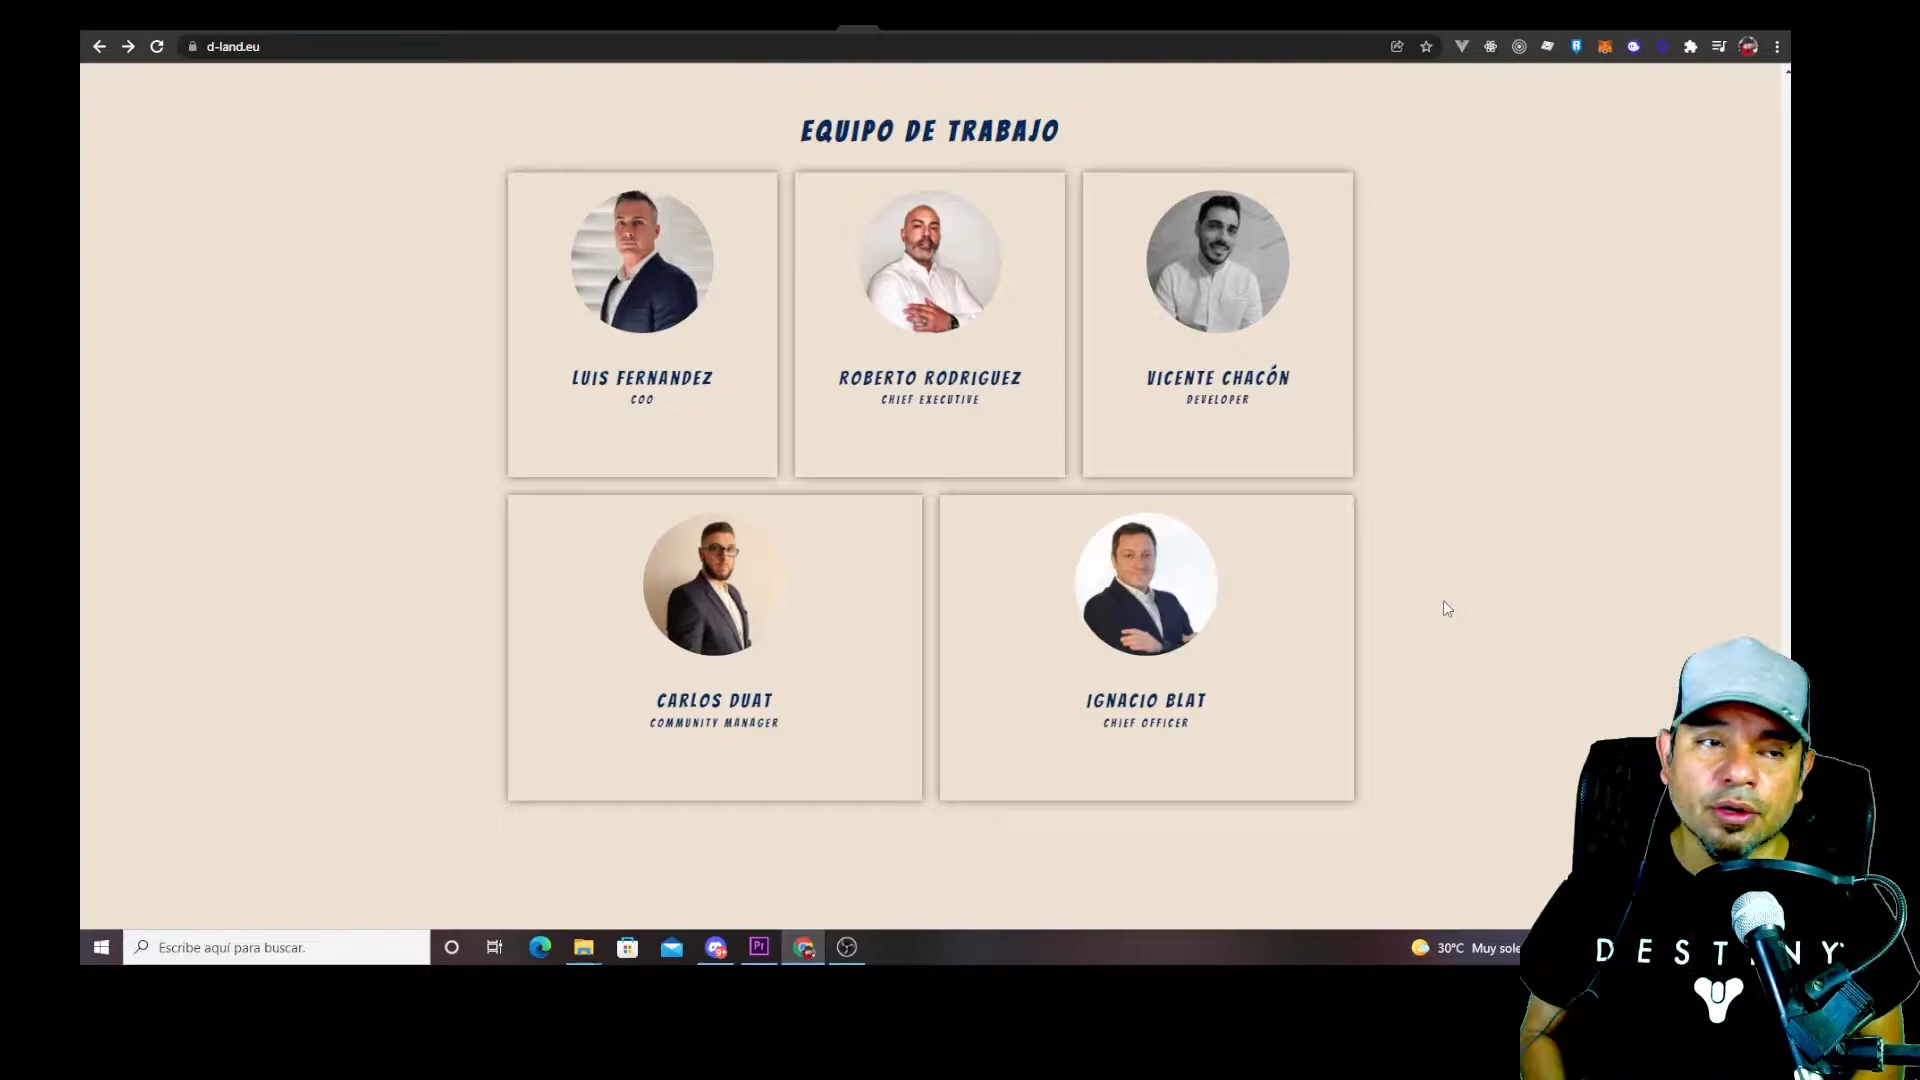 d-land.eu
EQUIPO DE TRABAJO
LUIS FERNANDEZ
COO
ROBERTO RODRIGUEZ
CHIEF EXECUTIVE
VICENTE CHACÓN
DEVELOPER
CARLOS DUAT
COMMUNITY MANAGER
IGNACIO BLAT
CHIEF OFFICER
Escribe aquí para buscar.
Pr
30°C Muy sole
DESTINY